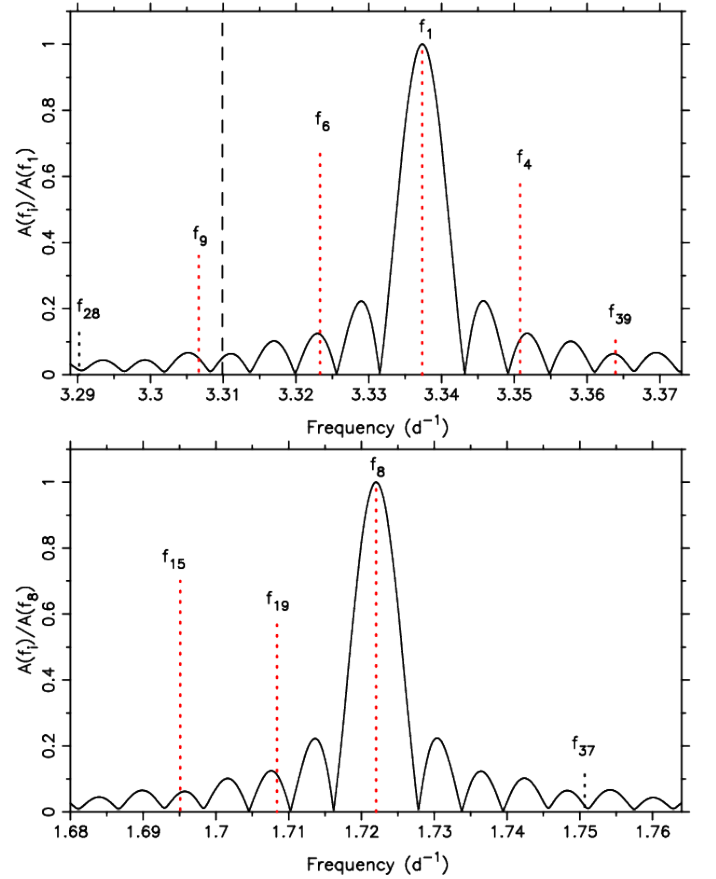 f₁
f₆
f₄
f₉
f₂₈
f₃₉
A(fᵢ)/A(f₁)
1
0.8
0.6
0.4
0.2
0
3.29 3.3 3.31 3.32 3.33 3.34 3.35 3.36 3.37
Frequency (d⁻¹)
f₈
f₁₅
f₁₉
f₃₇
A(fᵢ)/A(f₈)
1
0.8
0.6
0.4
0.2
0
1.68 1.69 1.7 1.71 1.72 1.73 1.74 1.75 1.76
Frequency (d⁻¹)